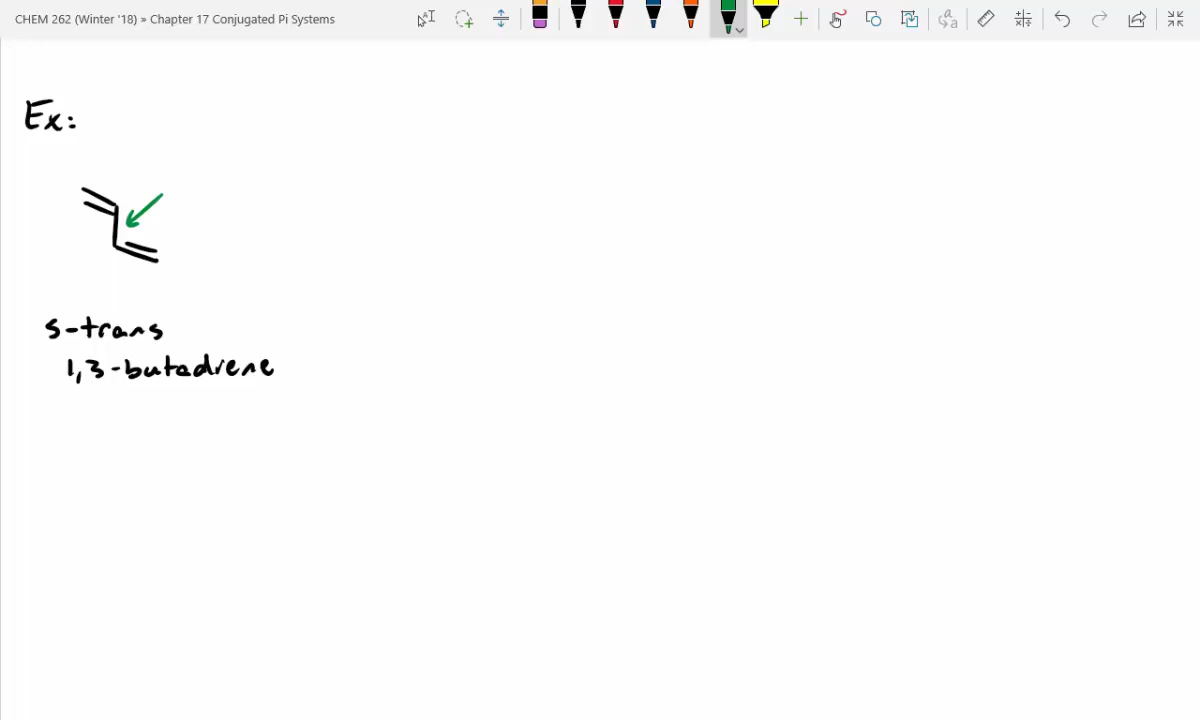 CHEM 262 (Winter '18) » Chapter 17 Conjugated Pi Systems
Ex:
s-trans
1,3-butadiene